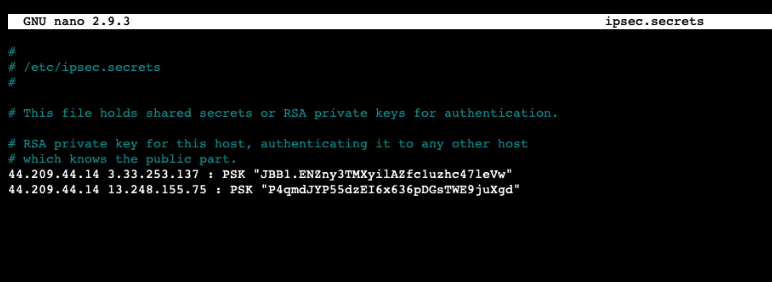 GNU nano 2.9.3 ipsec.secrets
#
# /etc/ipsec.secrets
#
# This file holds shared secrets or RSA private keys for authentication.
# RSA private key for this host, authenticating it to any other host
# which knows the public part.
44.209.44.14 3.33.253.137 : PSK "JBB1.ENZny3TMXyilAZfc1uzhc47leVw"
44.209.44.14 13.248.155.75 : PSK "P4qmdJYP55dzEI6x636pDGsTWE9juXgd"